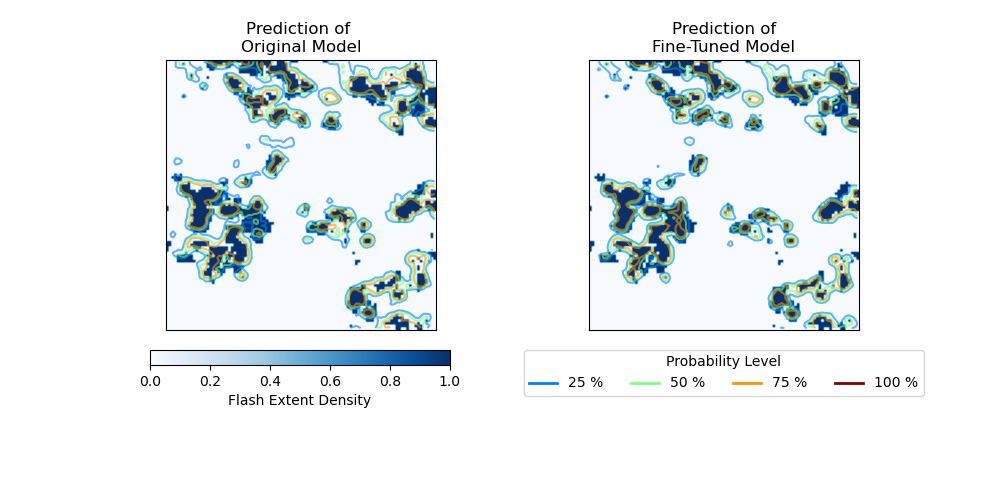 Prediction of
Original Model
Prediction of
Fine-Tuned Model
0.0 0.2 0.4 0.6 0.8 1.0
Flash Extent Density
Probability Level
25 % 50 % 75 % 100 %